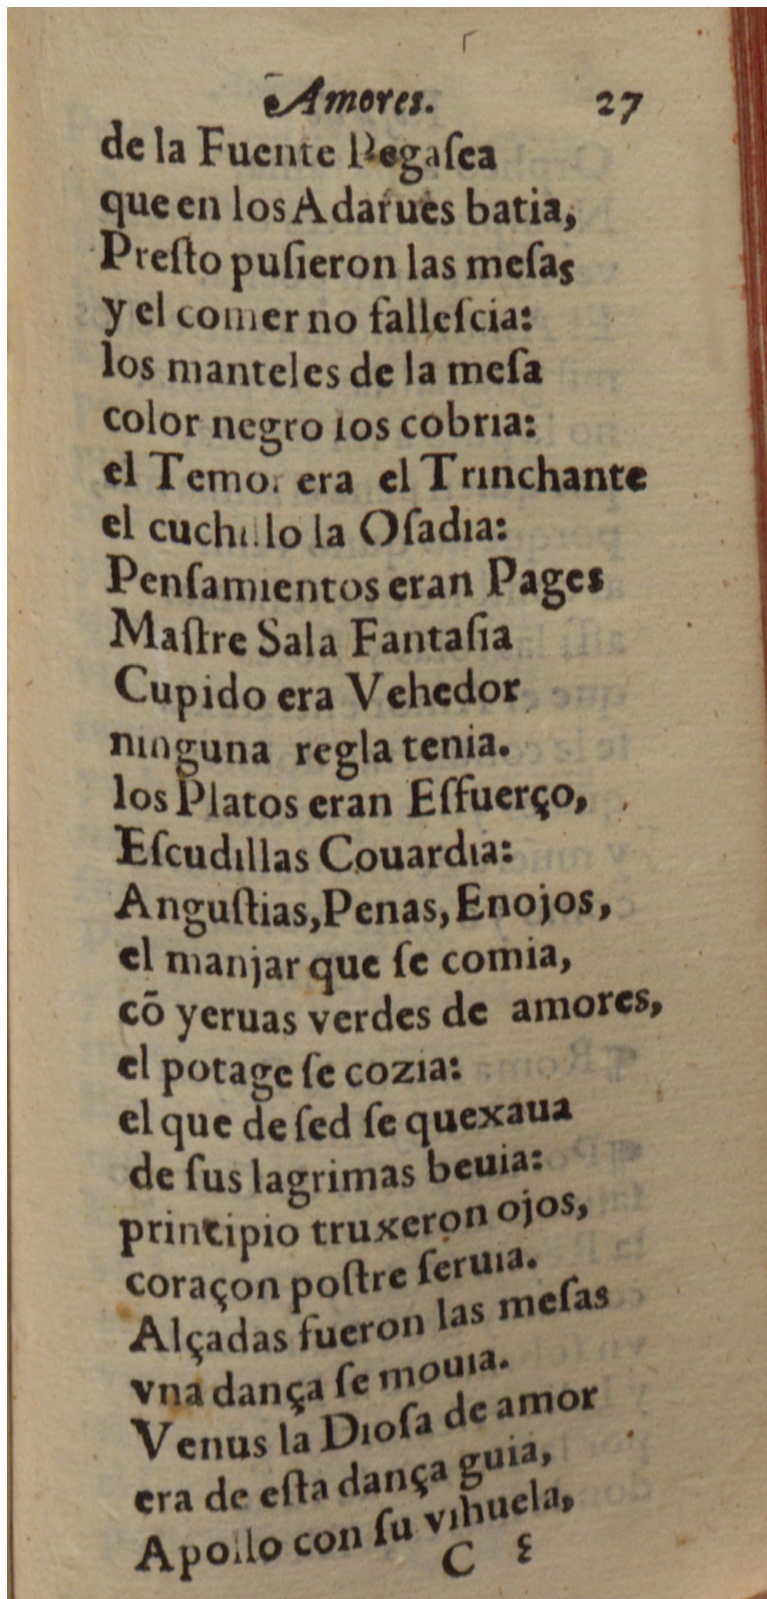 Amores. 27
de la Fuente Pegaſea
que en los Adarues batia,
Preſto puſieron las meſas
y el comer no falleſcia:
los manteles de la meſa
color negro los cobria:
el Temor era el Trinchante
el cuchillo la Oſadia:
Penſamientos eran Pages
Maſtre Sala Fantaſia
Cupido era Vehedor
ninguna regla tenia.
los Platos eran Eſfuerço,
Eſcudillas Couardia:
Anguſtias, Penas, Enojos,
el manjar que ſe comia,
cõ yeruas verdes de amores,
el potage ſe cozia:
el que de ſed ſe quexaua
de ſus lagrimas beuia:
principio truxeron ojos,
coraçon poſtre ſeruia.
Alçadas fueron las meſas
vna dança ſe mouia.
Venus la Dioſa de amor
era de eſta dança guia,
Apollo con ſu vihuela,
C